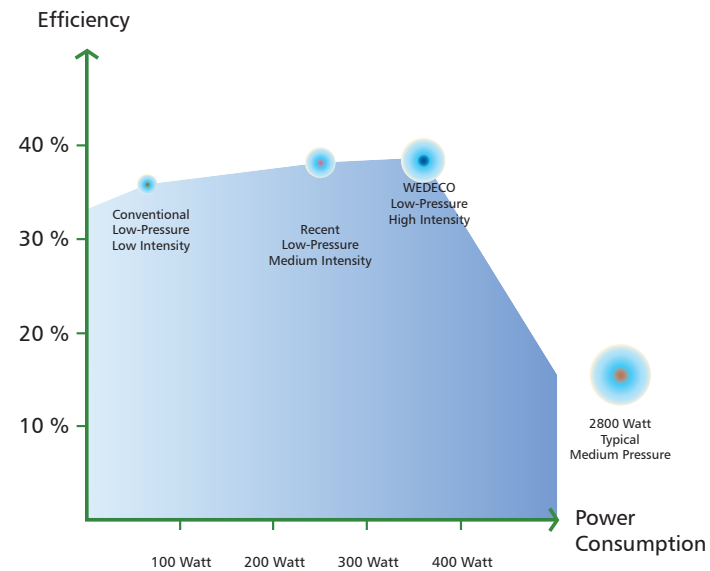 Efficiency
40 %
30 %
20 %
10 %
Conventional
Low-Pressure
Low Intensity
Recent
Low-Pressure
Medium Intensity
WEDECO
Low-Pressure
High Intensity
2800 Watt
Typical
Medium Pressure
Power
Consumption
100 Watt
200 Watt
300 Watt
400 Watt